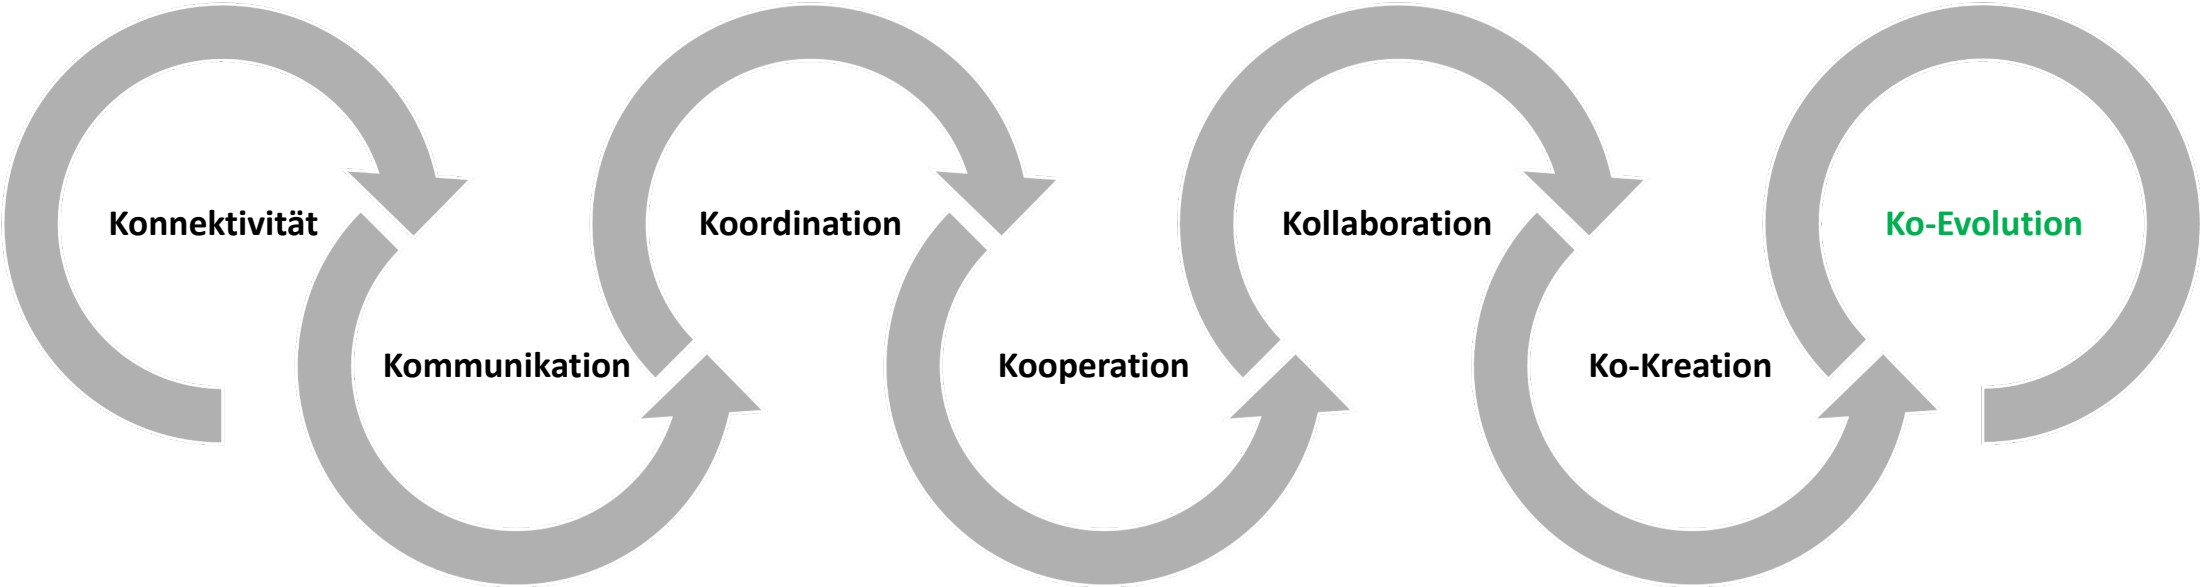 Konnektivität
Kommunikation
Koordination
Kooperation
Kollaboration
Ko-Kreation
Ko-Evolution